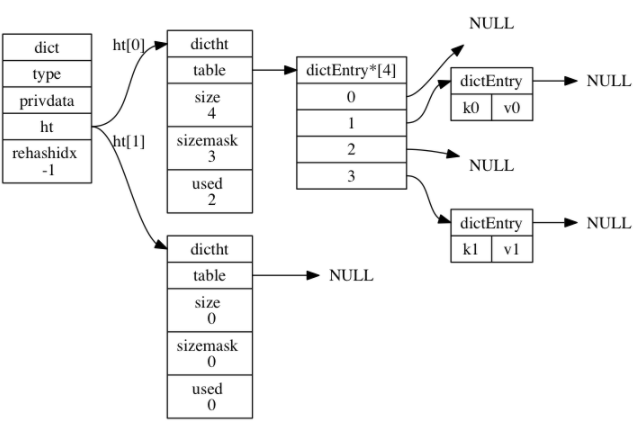 dict
type
privdata
ht
rehashidx
-1
ht[0]
ht[1]
dictht
table
size
4
sizemask
3
used
2
dictEntry*[4]
0
1
2
3
NULL
dictEntry
k0 v0
NULL
NULL
dictEntry
k1 v1
NULL
dictht
table
size
0
sizemask
0
used
0
NULL